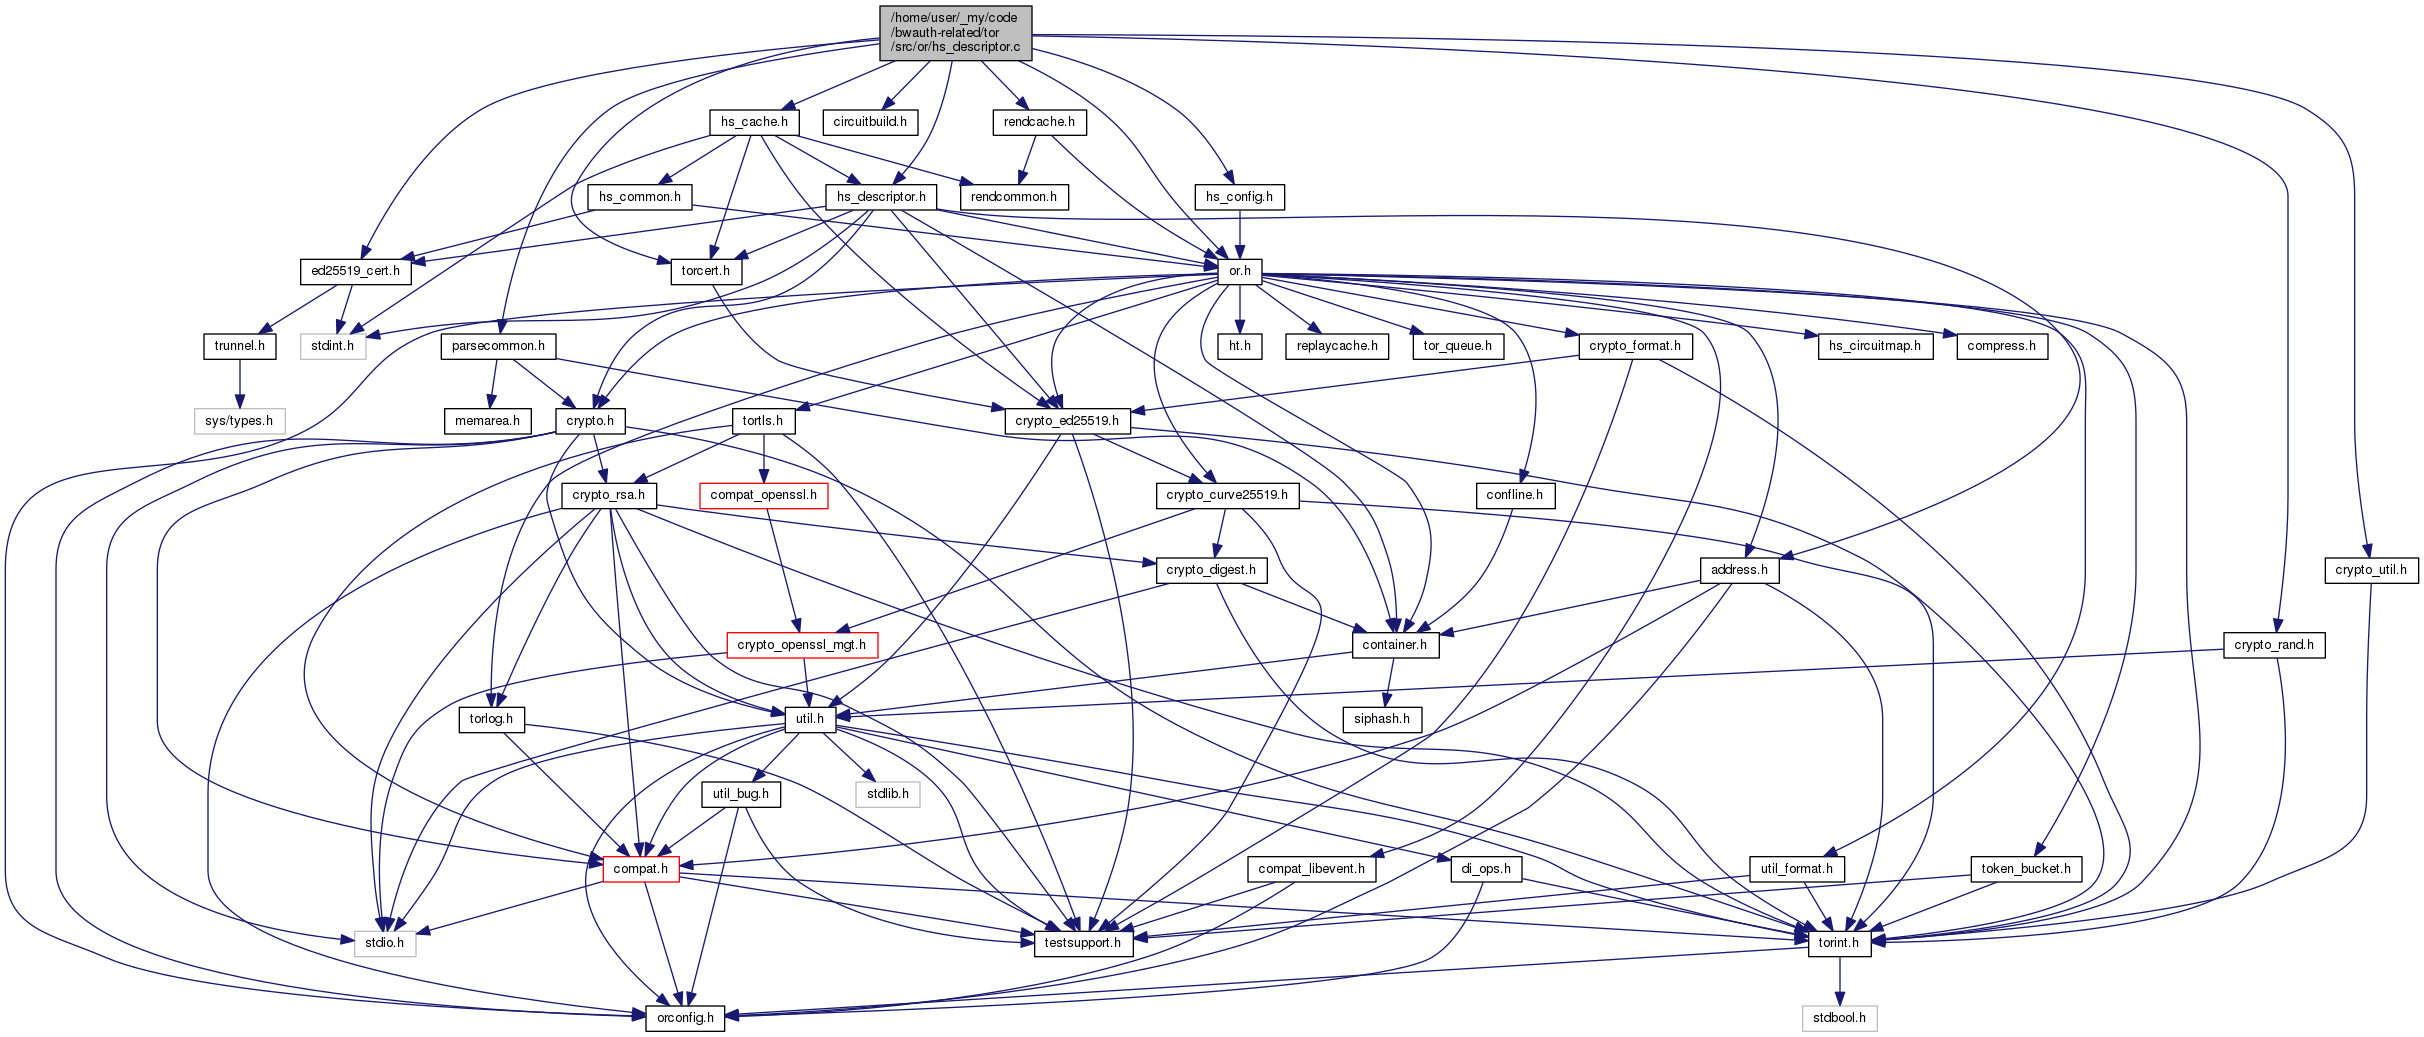 /home/user/_my/code
/bwauth-related/tor
/src/or/hs_descriptor.c
hs_cache.h
circuitbuild.h
rendcache.h
hs_common.h
hs_descriptor.h
rendcommon.h
hs_config.h
ed25519_cert.h
torcert.h
or.h
trunnel.h
stdint.h
parsecommon.h
ht.h
replaycache.h
tor_queue.h
crypto_format.h
hs_circuitmap.h
compress.h
sys/types.h
memarea.h
crypto.h
tortls.h
crypto_ed25519.h
crypto_rsa.h
compat_openssl.h
crypto_curve25519.h
confline.h
crypto_digest.h
address.h
crypto_util.h
crypto_openssl_mgt.h
container.h
crypto_rand.h
torlog.h
util.h
siphash.h
util_bug.h
stdlib.h
compat.h
compat_libevent.h
di_ops.h
util_format.h
token_bucket.h
stdio.h
testsupport.h
torint.h
orconfig.h
stdbool.h